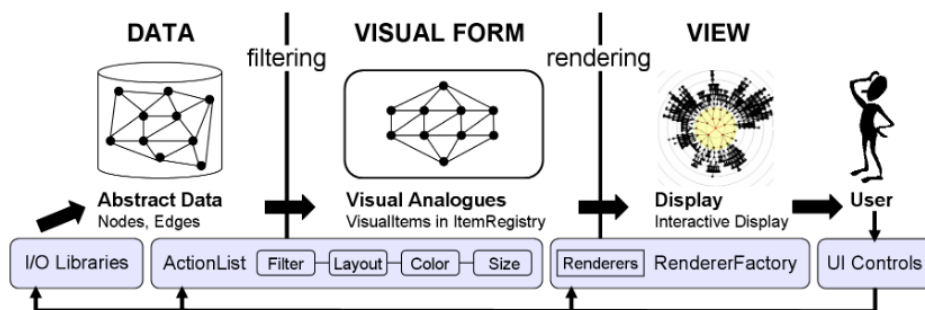 DATA
VISUAL FORM
VIEW
filtering
rendering
Abstract Data
Nodes, Edges
Visual Analogues
VisualItems in ItemRegistry
Display
Interactive Display
User
I/O Libraries
ActionList
Filter
Layout
Color
Size
Renderers
RendererFactory
UI Controls